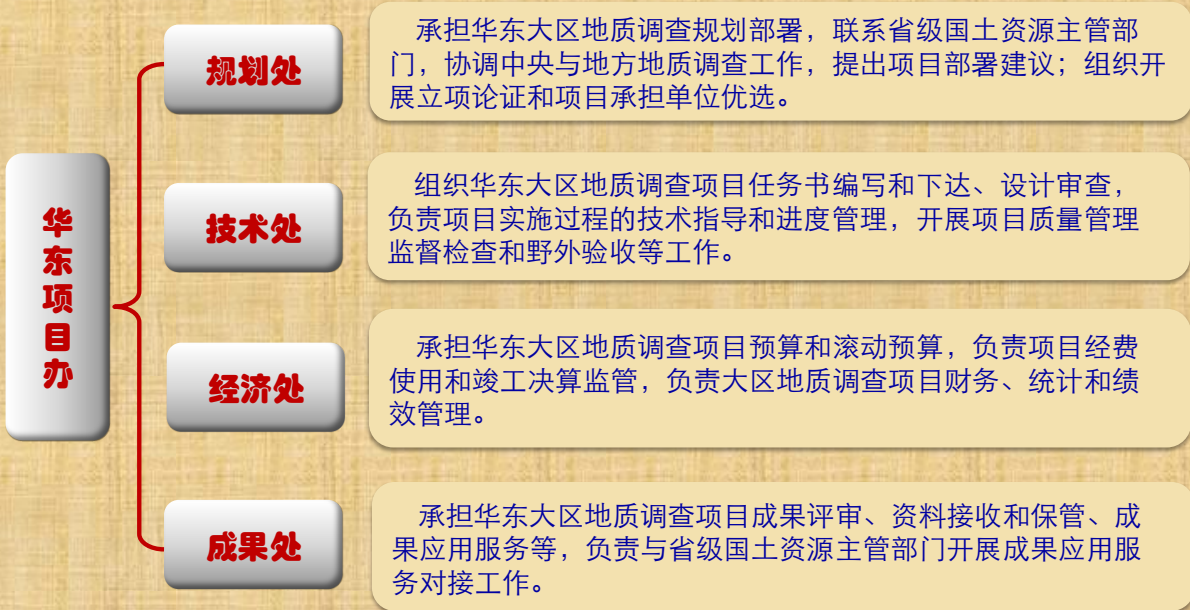 华东项目办
规划处
承担华东大区地质调查规划部署，联系省级国土资源主管部
门，协调中央与地方地质调查工作，提出项目部署建议；组织开
展立项论证和项目承担单位优选。
技术处
组织华东大区地质调查项目任务书编写和下达、设计审查，
负责项目实施过程的技术指导和进度管理，开展项目质量管理
监督检查和野外验收等工作。
经济处
承担华东大区地质调查项目预算和滚动预算，负责项目经费
使用和竣工决算监管，负责大区地质调查项目财务、统计和绩
效管理。
成果处
承担华东大区地质调查项目成果评审、资料接收和保管、成
果应用服务等，负责与省级国土资源主管部门开展成果应用服
务对接工作。